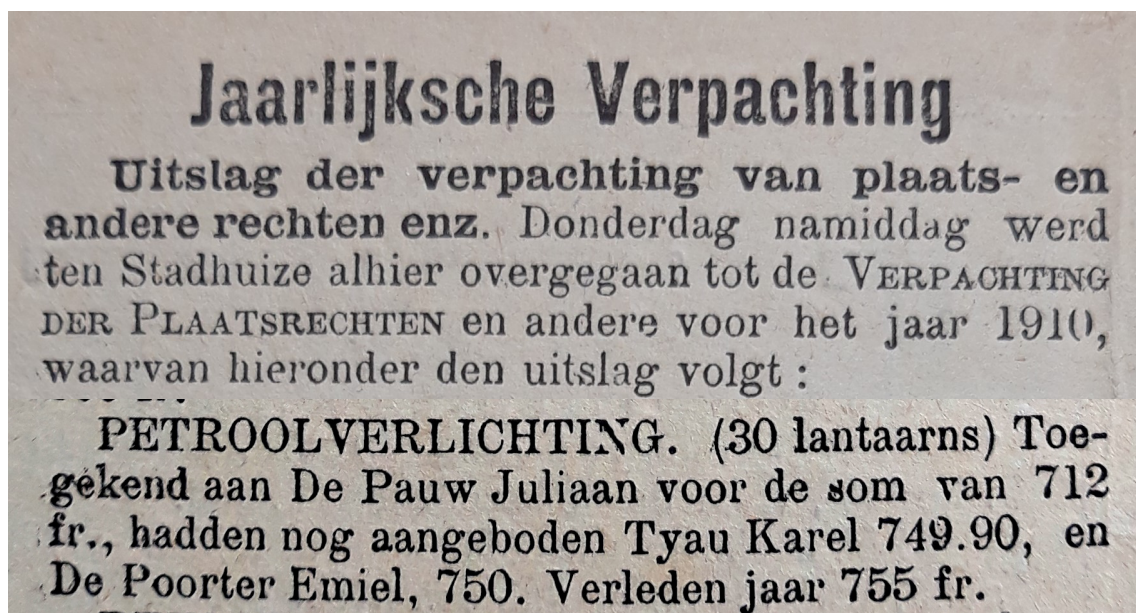 Jaarlijksche Verpachting
Uitslag der verpachting van plaats- en
andere rechten enz. Donderdag namiddag werd
ten Stadhuize alhier overgegaan tot de VERPACHTING
DER PLAATSRECHTEN en andere voor het jaar 1910,
waarvan hieronder den uitslag volgt :
PETROOLVERLICHTING. (30 lantaarns) Toe-
gekend aan De Pauw Juliaan voor de som van 712
fr., hadden nog aangeboden Tyau Karel 749.90, en
De Poorter Emiel, 750. Verleden jaar 755 fr.